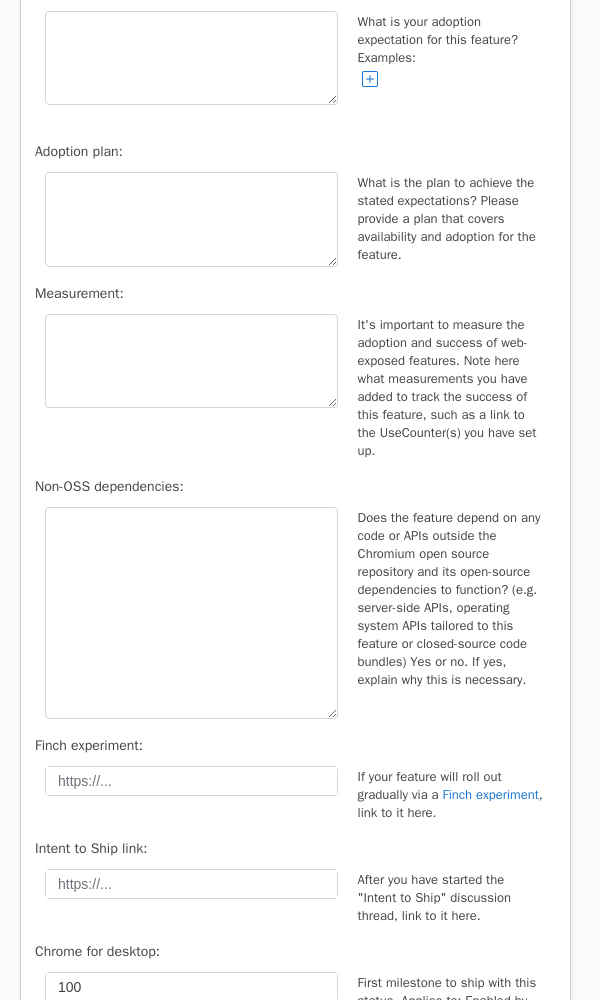 What is your adoption
expectation for this feature?
Examples:
Adoption plan:
What is the plan to achieve the
stated expectations? Please
provide a plan that covers
availability and adoption for the
feature.
Measurement:
It's important to measure the
adoption and success of web-
exposed features. Note here
what measurements you have
added to track the success of
this feature, such as a link to
the UseCounter(s) you have set
up.
Non-OSS dependencies:
Does the feature depend on any
code or APIs outside the
Chromium open source
repository and its open-source
dependencies to function? (e.g.
server-side APIs, operating
system APIs tailored to this
feature or closed-source code
bundles) Yes or no. If yes,
explain why this is necessary.
Finch experiment:
https://...
If your feature will roll out
gradually via a Finch experiment,
link to it here.
Intent to Ship link:
https://...
After you have started the
"Intent to Ship" discussion
thread, link to it here.
Chrome for desktop:
100
First milestone to ship with this
status. Applies to: Enabled by